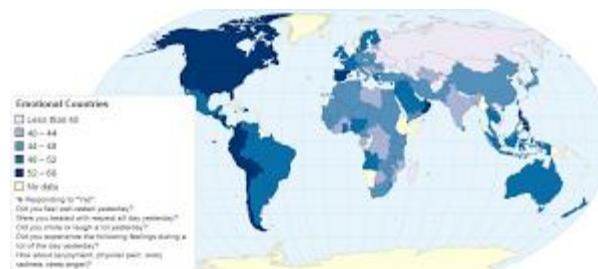 Emotional Countries
Less than 40
40 – 44
44 – 48
48 – 52
52 – 60
No data
% Responding to "Yes"
Did you feel well-rested yesterday?
Were you treated with respect all day yesterday?
Did you smile or laugh a lot yesterday?
Did you experience the following feelings during a
lot of the day yesterday?
How about enjoyment, physical pain, worry,
sadness, stress, anger)?